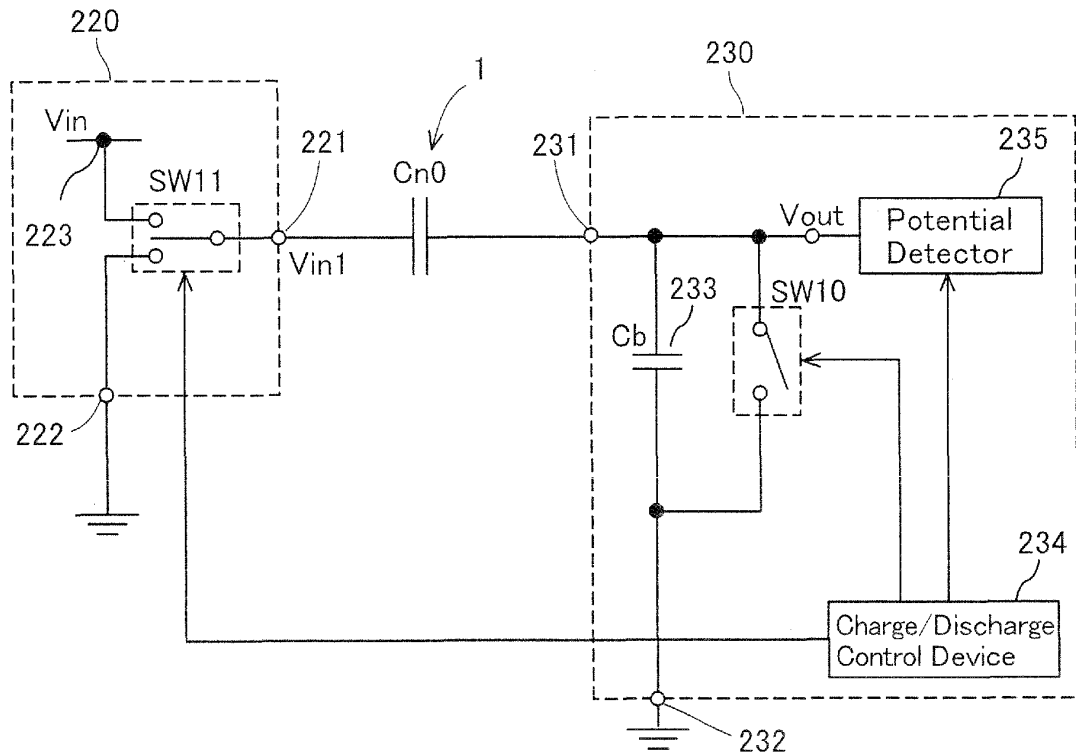 220
Vin
223
SW11
221
Vin1
222
1
Cn0
231
230
235
Vout
Potential
Detector
233
SW10
Cb
234
Charge/Discharge
Control Device
232